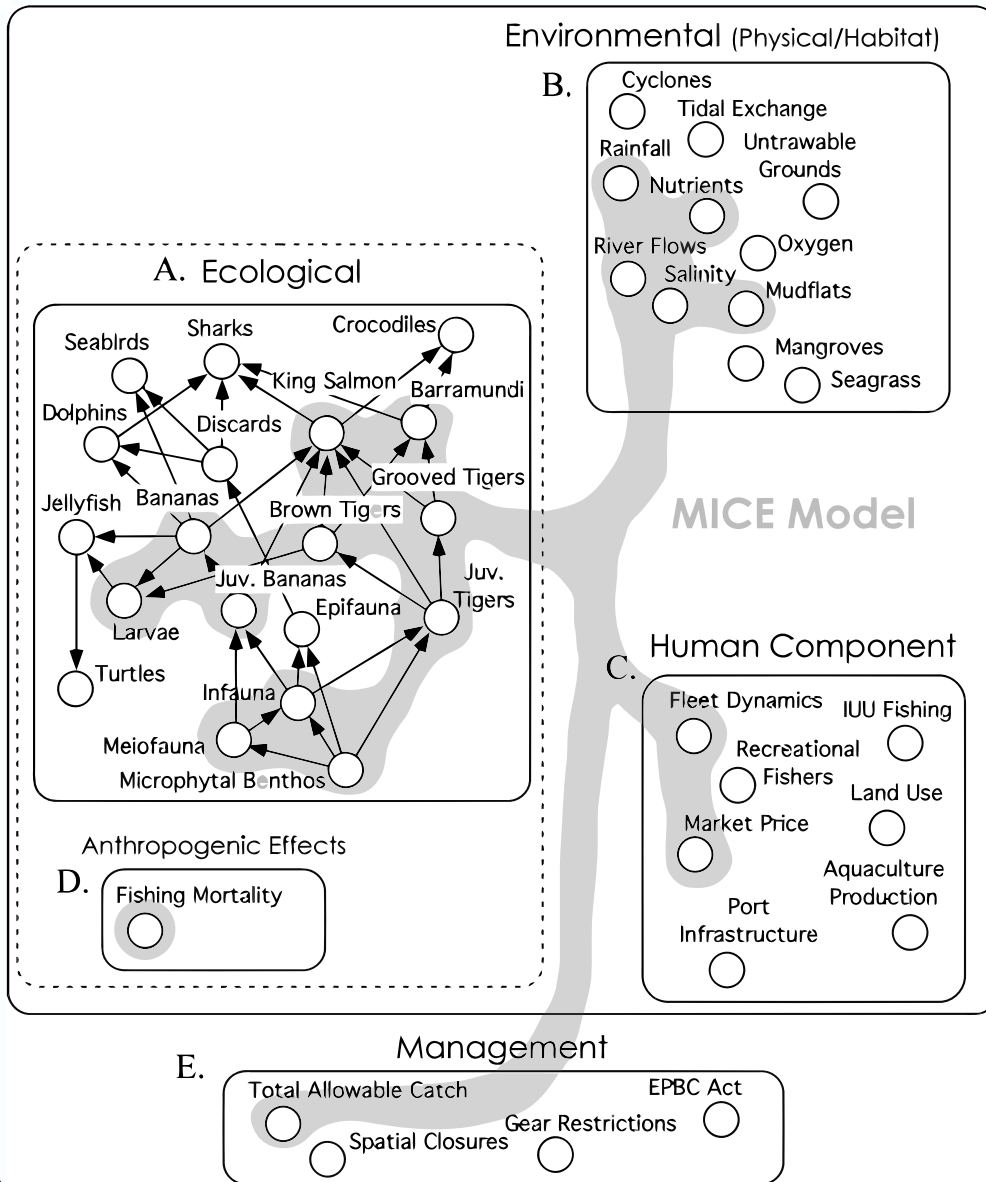 Environmental (Physical/Habitat)
B.
Cyclones
Tidal Exchange
Rainfall
Untrawable
Grounds
Nutrients
River Flows
Oxygen
Salinity
Mudflats
Mangroves
Seagrass
A. Ecological
Seabirds
Sharks
Crocodiles
King Salmon
Barramundi
Dolphins
Discards
Grooved Tigers
Jellyfish
Bananas
Brown Tigers
Juv. Bananas
Juv.
Tigers
Epifauna
Larvae
Turtles
Infauna
Meiofauna
Microphytal Benthos
MICE Model
Anthropogenic Effects
D.
Fishing Mortality
Human Component
C.
Fleet Dynamics
IUU Fishing
Recreational
Fishers
Land Use
Market Price
Aquaculture
Production
Port
Infrastructure
Management
E.
Total Allowable Catch
EPBC Act
Gear Restrictions
Spatial Closures